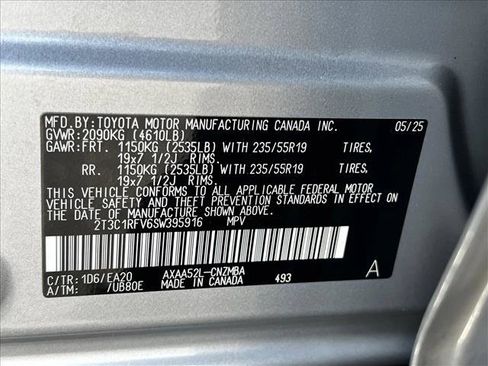 MFD.BY:TOYOTA MOTOR MANUFACTURING CANADA INC. 05/25
GVWR:2090KG (4610LB)
GAWR:FRT. 1150KG (2535LB) WITH 235/55R19 TIRES,
19x7 1/2J RIMS.
RR. 1150KG (2535LB) WITH 235/55R19 TIRES,
19x7 1/2J RIMS.
THIS VEHICLE CONFORMS TO ALL APPLICABLE FEDERAL MOTOR
VEHICLE SAFETY AND THEFT PREVENTION STANDARDS IN
EFFECT ON THE DATE OF MANUFACTURE SHOWN ABOVE.
2T3C1RFV6SW395916 MPV
C/TR:1D6/EA20 AXAA52L-CNZMBA 493 A
A/TM: /UB80E MADE IN CANADA